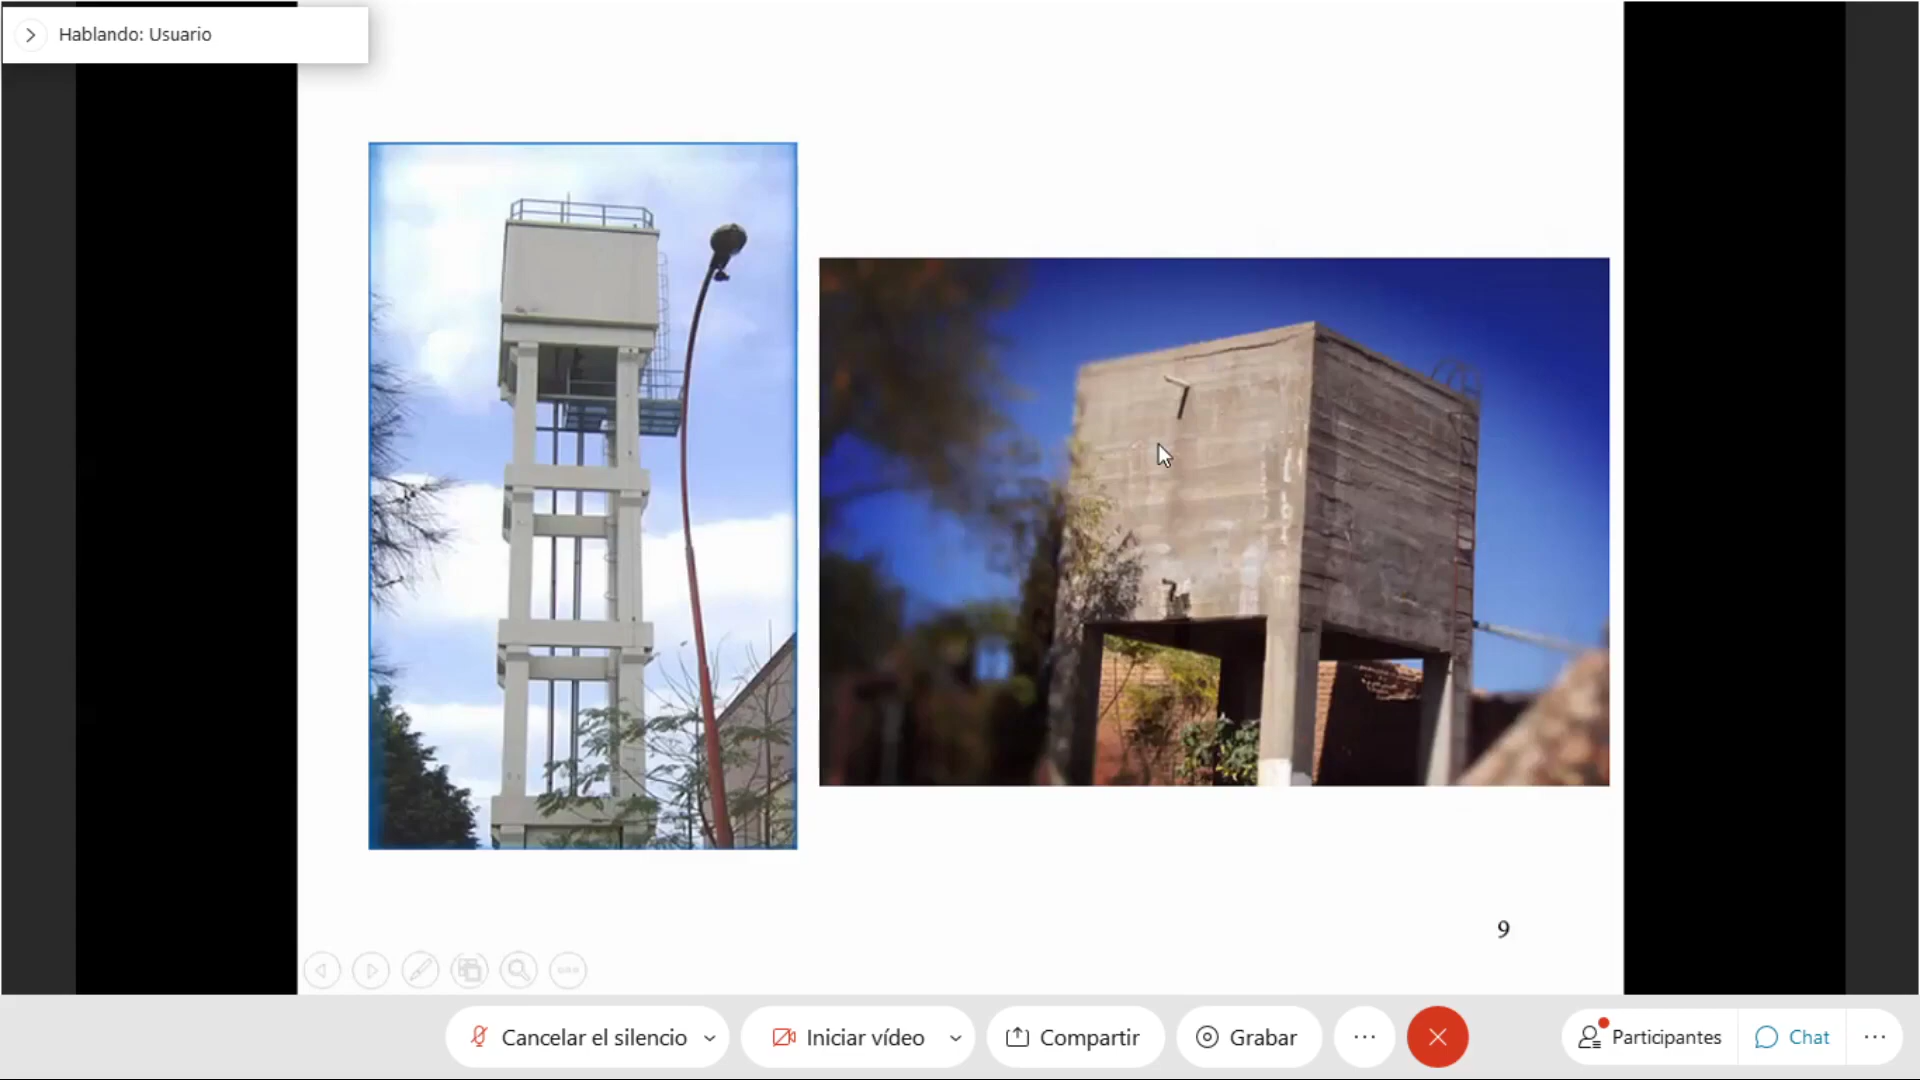 Hablando: Usuario
9
Cancelar el silencio
Iniciar vídeo
Compartir
Grabar
Participantes
Chat